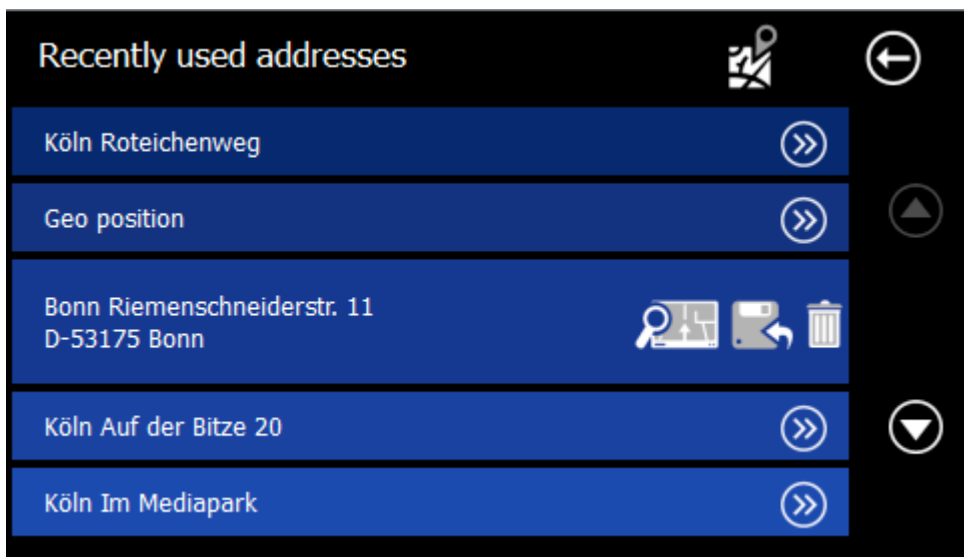 Recently used addresses
Köln Roteichenweg
Geo position
Bonn Riemenschneiderstr. 11
D-53175 Bonn
Köln Auf der Bitze 20
Köln Im Mediapark